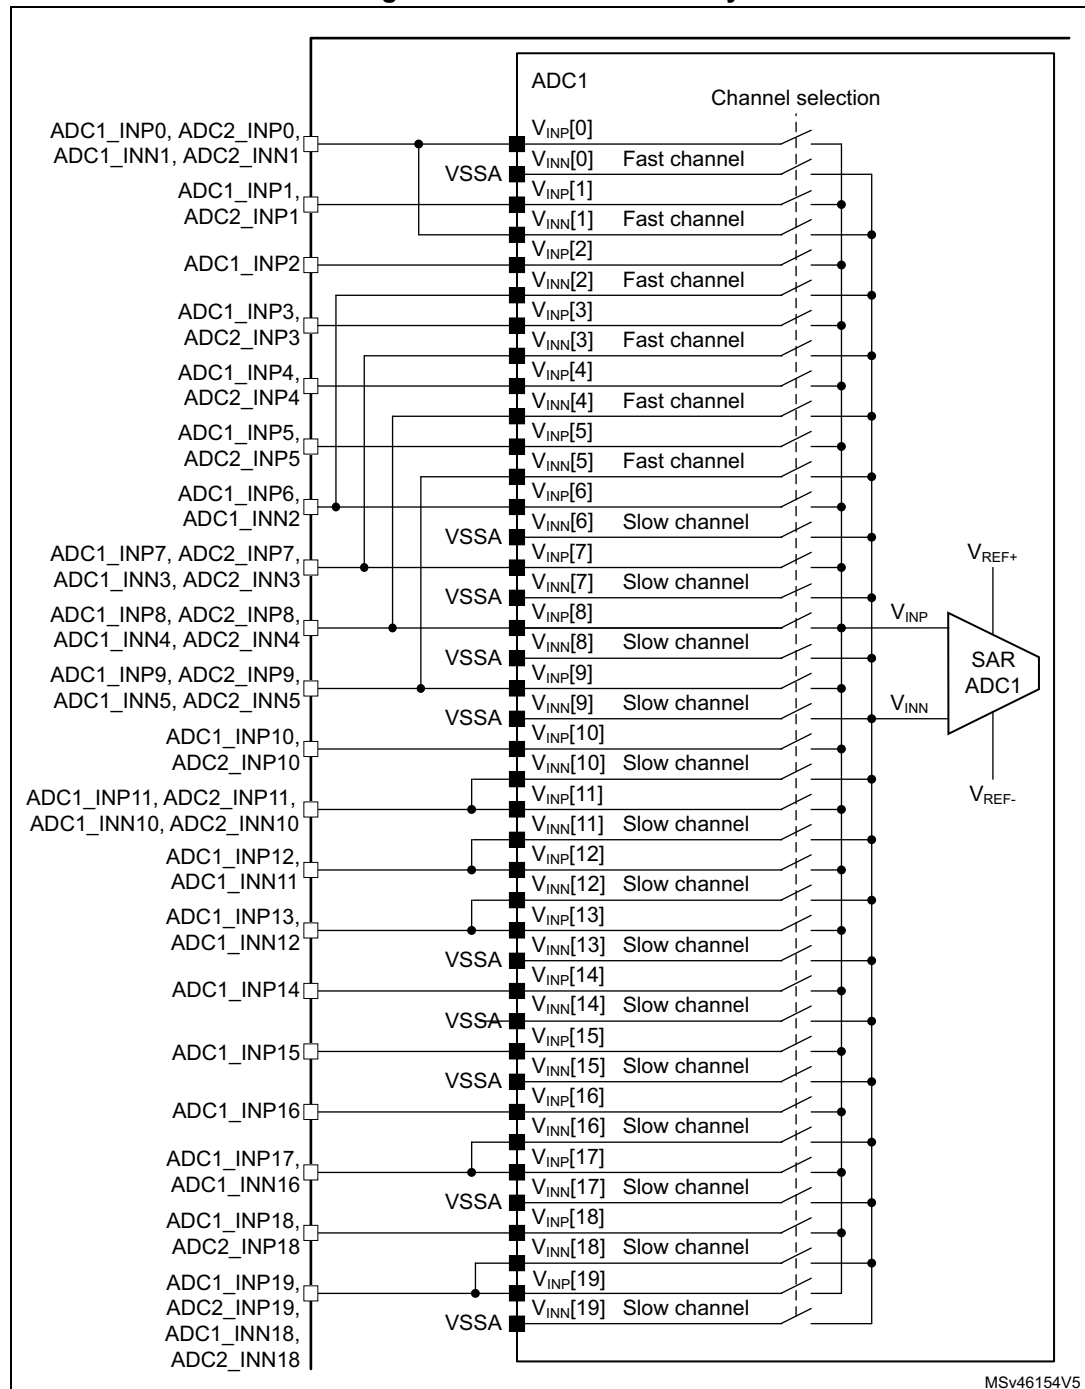 ADC1
Channel selection
ADC1_INP0, ADC2_INP0,
ADC1_INN1, ADC2_INN1
VINP[0]
VINN[0] Fast channel
VSSA
ADC1_INP1,
ADC2_INP1
VINP[1]
VINN[1] Fast channel
ADC1_INP2
VINP[2]
VINN[2] Fast channel
ADC1_INP3,
ADC2_INP3
VINP[3]
VINN[3] Fast channel
ADC1_INP4,
ADC2_INP4
VINP[4]
VINN[4] Fast channel
ADC1_INP5,
ADC2_INP5
VINP[5]
VINN[5] Fast channel
ADC1_INP6,
ADC1_INN2
VINP[6]
VINN[6] Slow channel
VSSA
ADC1_INP7, ADC2_INP7,
ADC1_INN3, ADC2_INN3
VINP[7]
VINN[7] Slow channel
VSSA
ADC1_INP8, ADC2_INP8,
ADC1_INN4, ADC2_INN4
VINP[8]
VINN[8] Slow channel
VSSA
ADC1_INP9, ADC2_INP9,
ADC1_INN5, ADC2_INN5
VINP[9]
VINN[9] Slow channel
VSSA
VREF+
VINP
SAR
ADC1
VINN
VREF-
ADC1_INP10,
ADC2_INP10
VINP[10]
VINN[10] Slow channel
ADC1_INP11, ADC2_INP11,
ADC1_INN10, ADC2_INN10
VINP[11]
VINN[11] Slow channel
ADC1_INP12,
ADC1_INN11
VINP[12]
VINN[12] Slow channel
ADC1_INP13,
ADC1_INN12
VINP[13]
VINN[13] Slow channel
VSSA
ADC1_INP14
VINP[14]
VINN[14] Slow channel
VSSA
ADC1_INP15
VINP[15]
VINN[15] Slow channel
VSSA
ADC1_INP16
VINP[16]
VINN[16] Slow channel
ADC1_INP17,
ADC1_INN16
VINP[17]
VINN[17] Slow channel
VSSA
ADC1_INP18,
ADC2_INP18
VINP[18]
VINN[18] Slow channel
ADC1_INP19,
ADC2_INP19,
ADC1_INN18,
ADC2_INN18
VINP[19]
VINN[19] Slow channel
VSSA
MSv46154V5